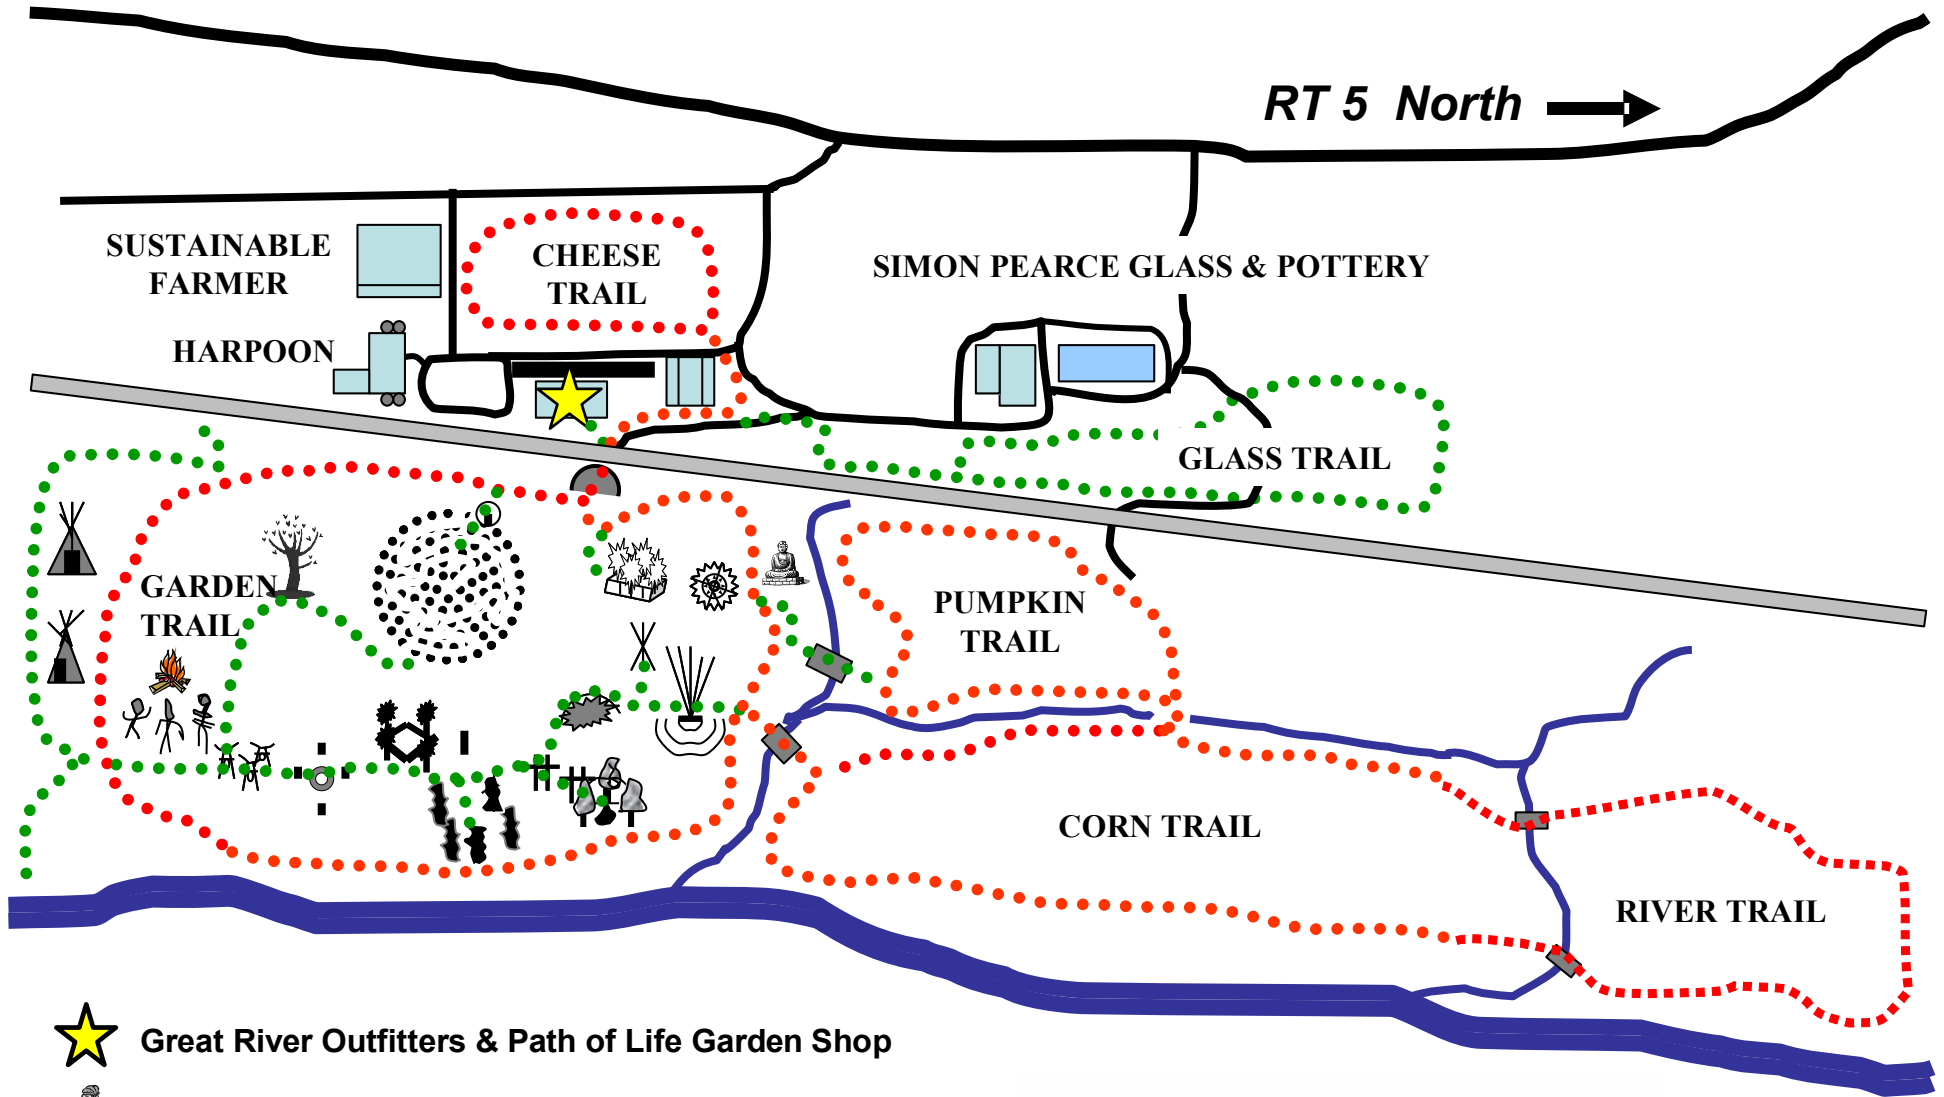 RT 5 North
SUSTAINABLE
FARMER
CHEESE
TRAIL
SIMON PEARCE GLASS & POTTERY
HARPOON
GLASS TRAIL
GARDEN
TRAIL
PUMPKIN
TRAIL
CORN TRAIL
RIVER TRAIL
Great River Outfitters & Path of Life Garden Shop